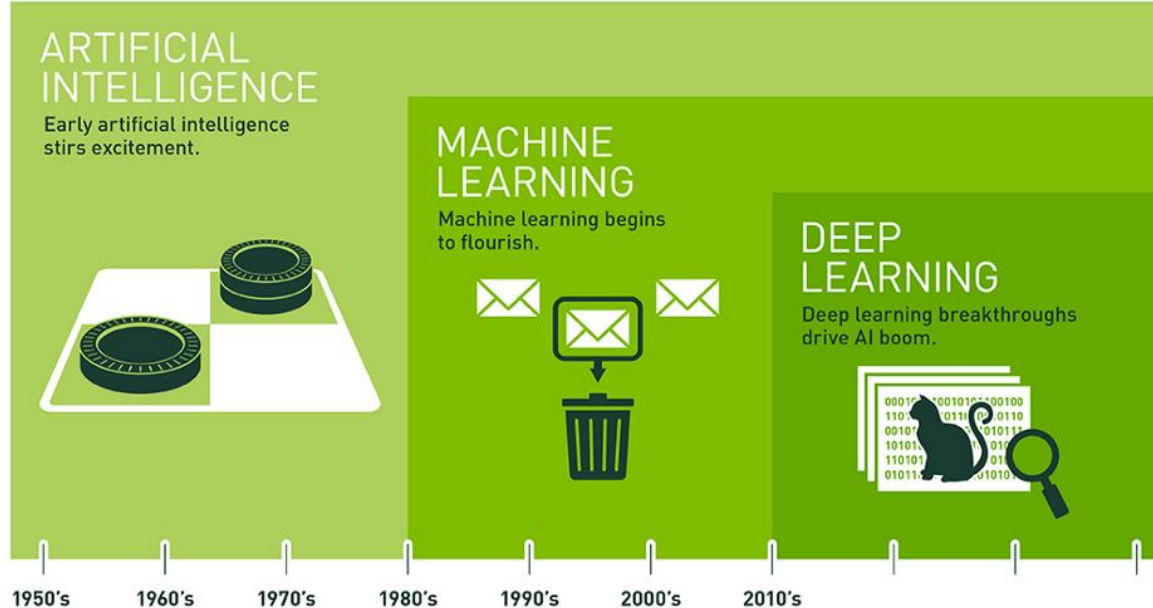 ARTIFICIAL
INTELLIGENCE
Early artificial intelligence
stirs excitement.
MACHINE
LEARNING
Machine learning begins
to flourish.
DEEP
LEARNING
Deep learning breakthroughs
drive AI boom.
1950's 1960's 1970's 1980's 1990's 2000's 2010's